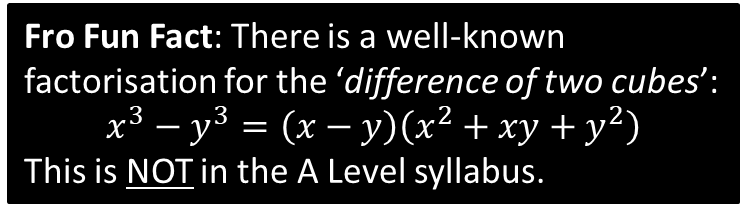 Fro Fun Fact: There is a well-known
factorisation for the ‘difference of two cubes’:
x³ − y³ = (x − y)(x² + xy + y²)
This is NOT in the A Level syllabus.